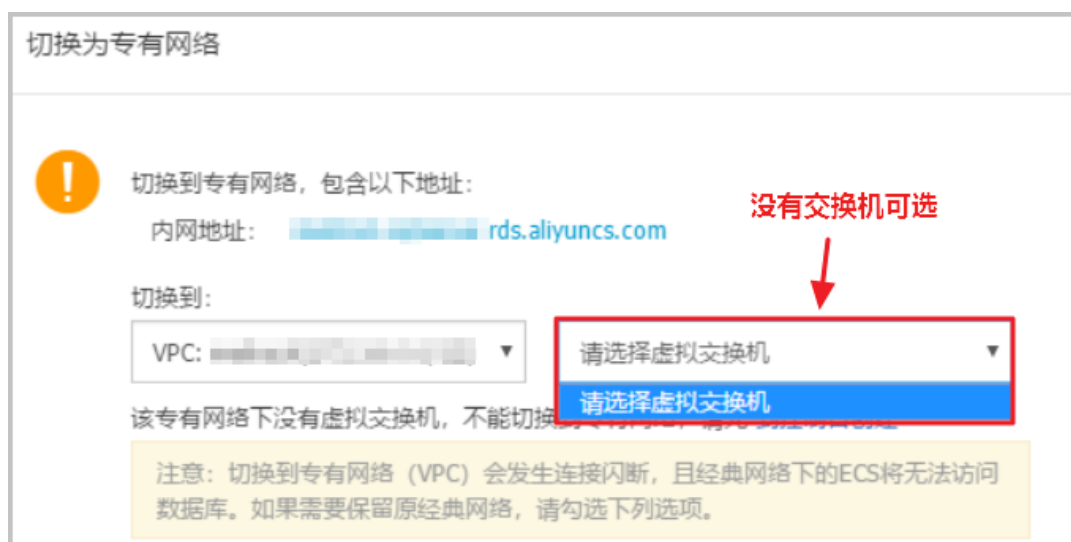 切换为专有网络
切换到专有网络，包含以下地址：
没有交换机可选
内网地址： rds.aliyuncs.com
切换到：
VPC:
请选择虚拟交换机
请选择虚拟交换机
该专有网络下没有虚拟交换机，不能切换
注意：切换到专有网络（VPC）会发生连接闪断，且经典网络下的ECS将无法访问
数据库。如果需要保留原经典网络，请勾选下列选项。